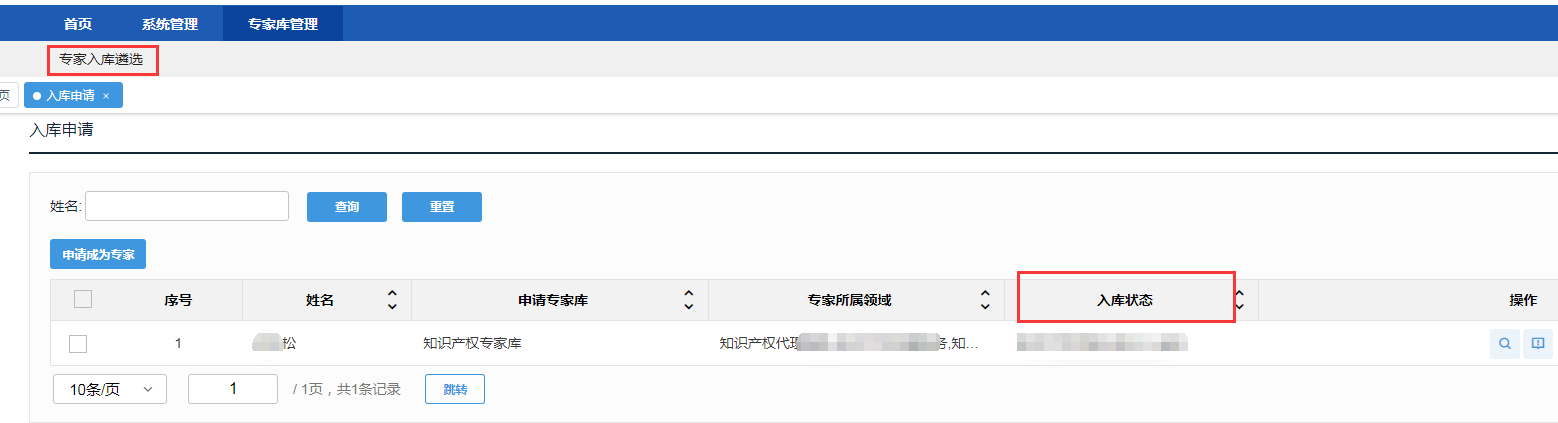 首页 系统管理 专家库管理
专家入库遴选
页 入库申请 ×
入库申请
姓名: 查询 重置
申请成为专家
序号 姓名 申请专家库 专家所属领域 入库状态 操作
1 松 知识产权专家库 知识产权代 务,知…
10条/页 1 / 1页，共1条记录 跳转